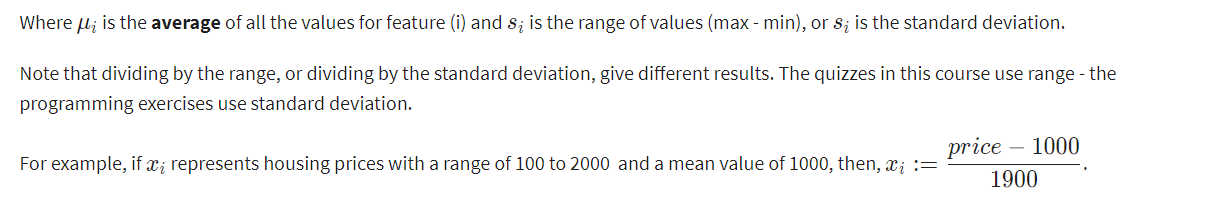 Where μᵢ is the average of all the values for feature (i) and sᵢ is the range of values (max - min), or sᵢ is the standard deviation.
Note that dividing by the range, or dividing by the standard deviation, give different results. The quizzes in this course use range - the
programming exercises use standard deviation.
For example, if xᵢ represents housing prices with a range of 100 to 2000 and a mean value of 1000, then, xᵢ := (price − 1000)/1900.